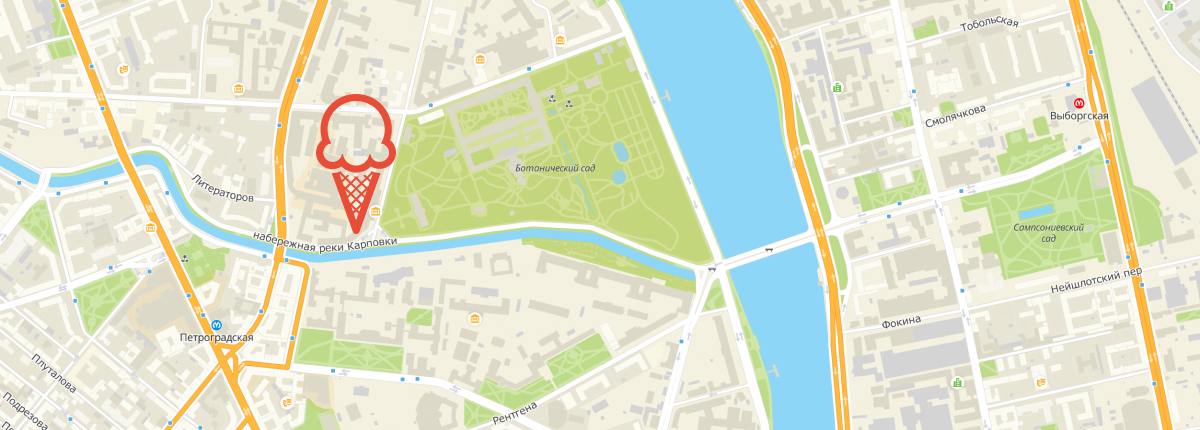 Тобольская
Смолячкова
Выборгская
Ботанический сад
Литераторов
Сампсониевский
сад
набережная реки Карповки
Нейшлотский пер
Фокина
Петроградская
Плуталова
Рентгена
Подрезова